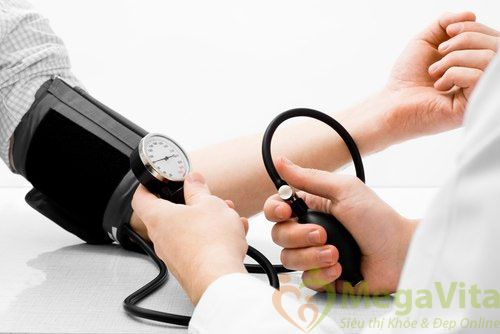 MegaVita
Siêu thị Khỏe & Đẹp Online